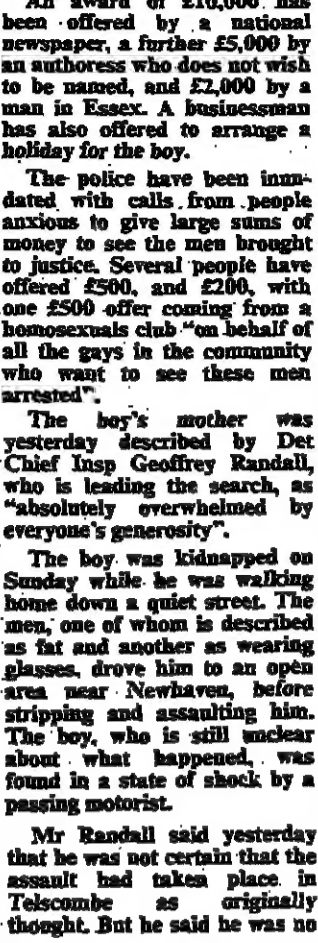 An award of £10,000 has
been offered by a national
newspaper, a further £5,000 by
an authoress who does not wish
to be named, and £2,000 by a
man in Essex. A businessman
has also offered to arrange a
holiday for the boy.
The police have been inun-
dated with calls from people
anxious to give large sums of
money to see the men brought
to justice. Several people have
offered £500, and £200, with
one £500 offer coming from a
homosexuals club "on behalf of
all the gays in the community
who want to see these men
arrested".
The boy's mother was
yesterday described by Det
Chief Insp Geoffrey Randall,
who is leading the search, as
"absolutely overwhelmed by
everyone's generosity".
The boy was kidnapped on
Sunday while he was walking
home down a quiet street. The
men, one of whom is described
as fat and another as wearing
glasses, drove him to an open
area near Newhaven, before
stripping and assaulting him.
The boy, who is still unclear
about what happened, was
found in a state of shock by a
passing motorist.
Mr Randall said yesterday
that he was not certain that the
assault had taken place in
Telscombe as originally
thought. But he said he was no